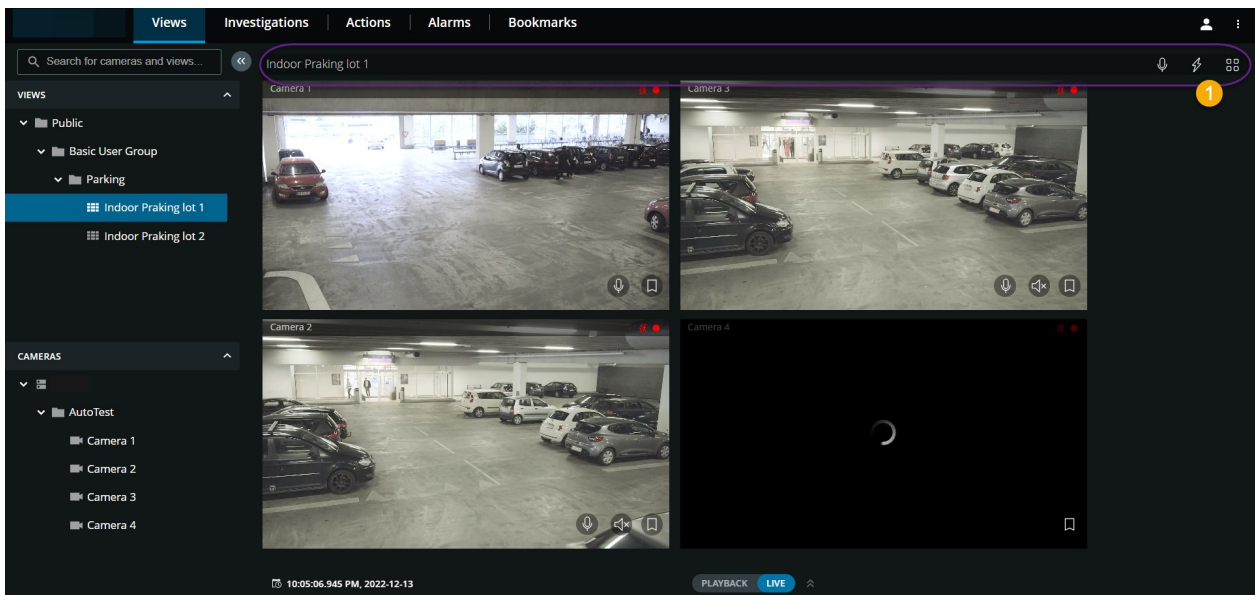 Views Investigations Actions Alarms Bookmarks
Search for cameras and views...
Indoor Praking lot 1
1
VIEWS
Public
Basic User Group
Parking
Indoor Praking lot 1
Indoor Praking lot 2
CAMERAS
AutoTest
Camera 1
Camera 2
Camera 3
Camera 4
Camera 1
Camera 3
Camera 2
Camera 4
10:05:06.945 PM, 2022-12-13
PLAYBACK LIVE